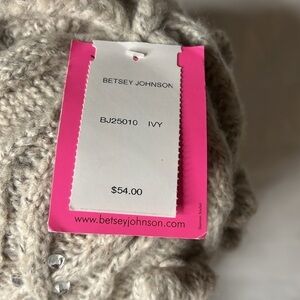 BETSEY JOHNSON
BJ25010 IVY
$54.00
www.betseyjohnson.com